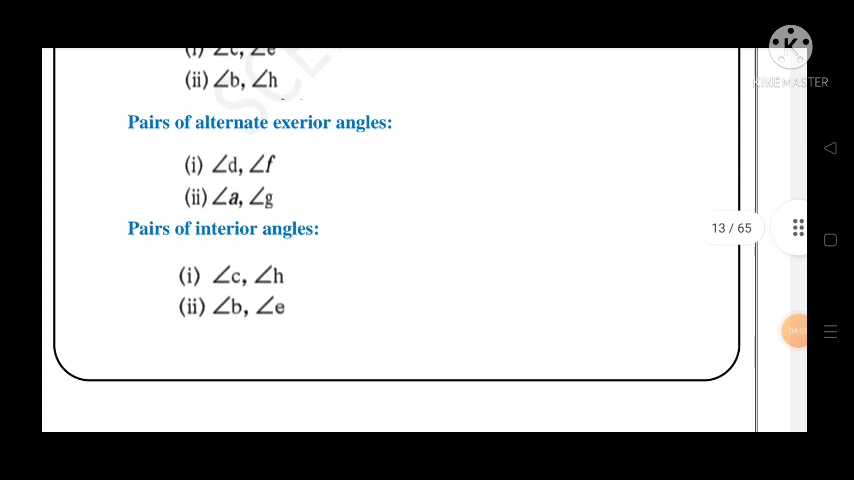 (i) ∠c, ∠e
(ii) ∠b, ∠h
Pairs of alternate exerior angles:
(i) ∠d, ∠f
(ii) ∠a, ∠g
Pairs of interior angles:
(i) ∠c, ∠h
(ii) ∠b, ∠e
13 / 65
K
KINEMASTER